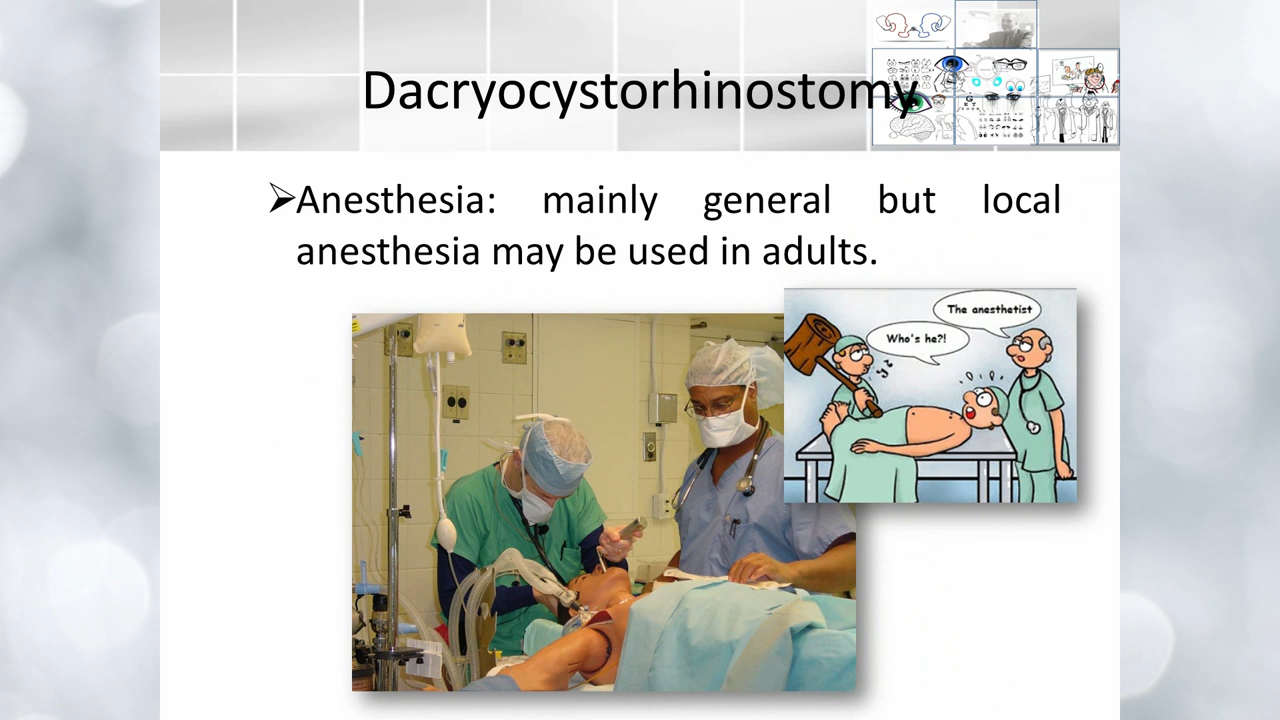 Dacryocystorhinostomy
Anesthesia: mainly general but local
anesthesia may be used in adults.
The anesthetist
Who's he?!